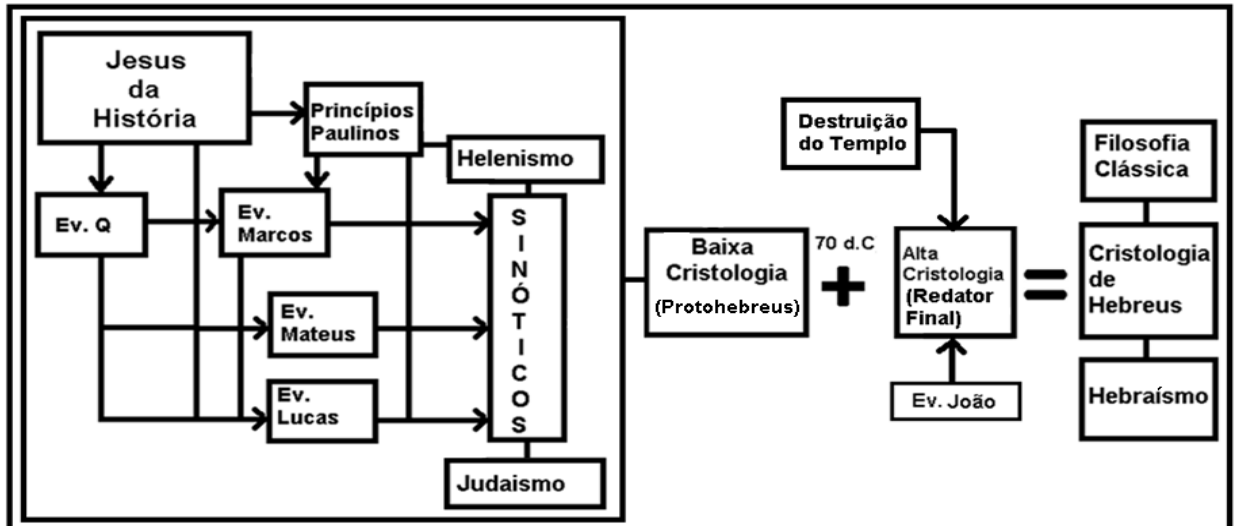 Jesus
da
História
Princípios
Paulinos
Helenismo
Ev. Q
Ev.
Marcos
Ev.
Mateus
Ev.
Lucas
S
I
N
Ó
T
I
C
O
S
Judaismo
Baixa
Cristologia
(Protohebreus)
70 d.C
+
Destruição
do Templo
Alta
Cristologia
(Redator
Final)
Ev. João
=
Filosofia
Clássica
Cristologia
de
Hebreus
Hebraísmo